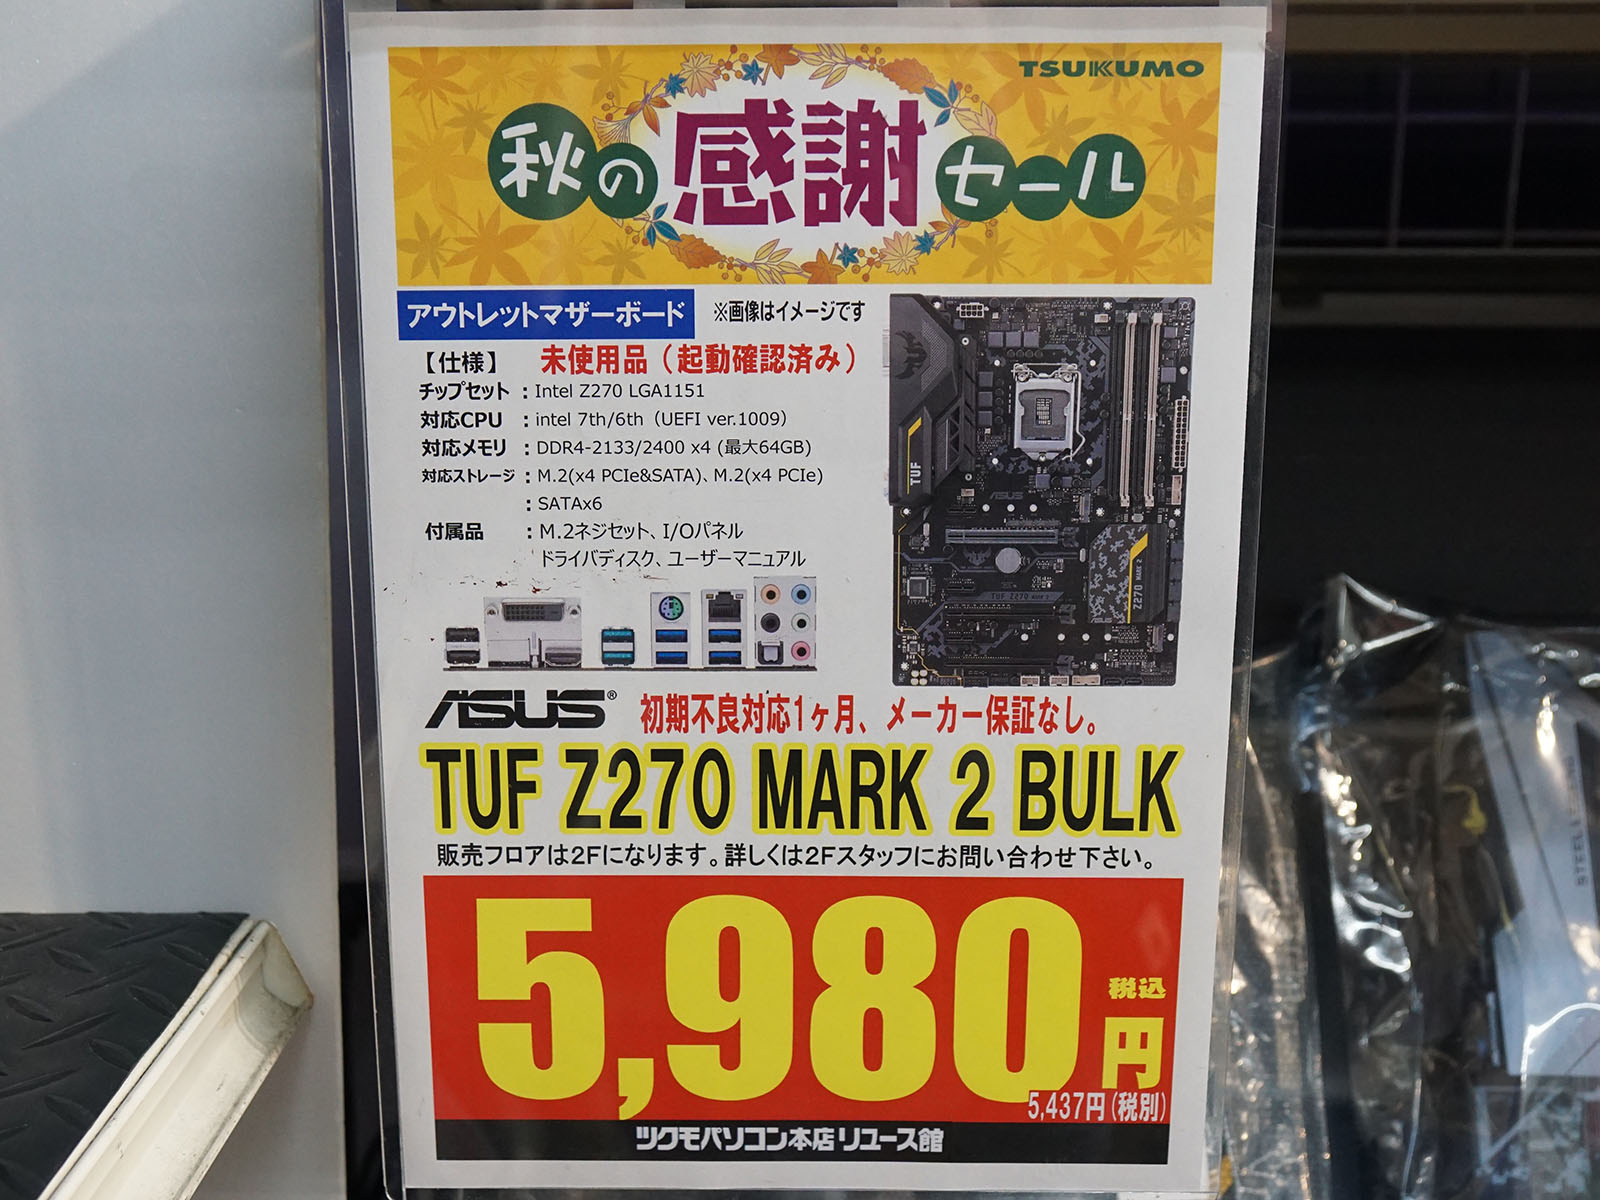 TSUKUMO
秋の感謝セール
アウトレットマザーボード ※画像はイメージです
【仕様】 未使用品（起動確認済み）
チップセット：Intel Z270 LGA1151
対応CPU ：intel 7th/6th（UEFI ver.1009）
対応メモリ ：DDR4-2133/2400 x4 (最大64GB)
対応ストレージ：M.2(x4 PCIe&SATA)、M.2(x4 PCIe)
：SATAx6
付属品 ：M.2ネジセット、I/Oパネル
ドライバディスク、ユーザーマニュアル
TUF
ASUS
TUF Z270 MARK 2
Z270 MARK 2
ASUS
ASUS® 初期不良対応1ヶ月、メーカー保証なし。
TUF Z270 MARK 2 BULK
販売フロアは2Fになります。詳しくは2Fスタッフにお問い合わせ下さい。
5,980円 税込
5,437円(税別)
ツクモパソコン本店リユース館